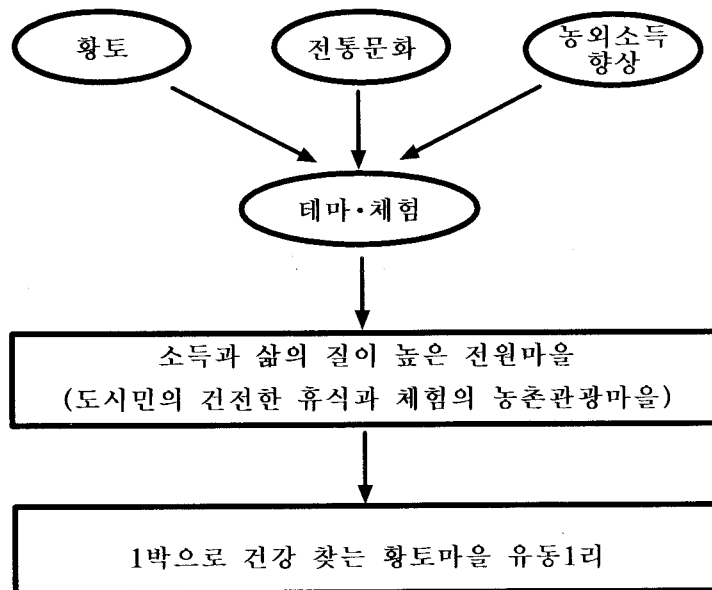 황토
전통문화
농외소득
향상
테마·체험
소득과 삶의 질이 높은 전원마을
(도시민의 건전한 휴식과 체험의 농촌관광마을)
1박으로 건강 찾는 황토마을 유동1리